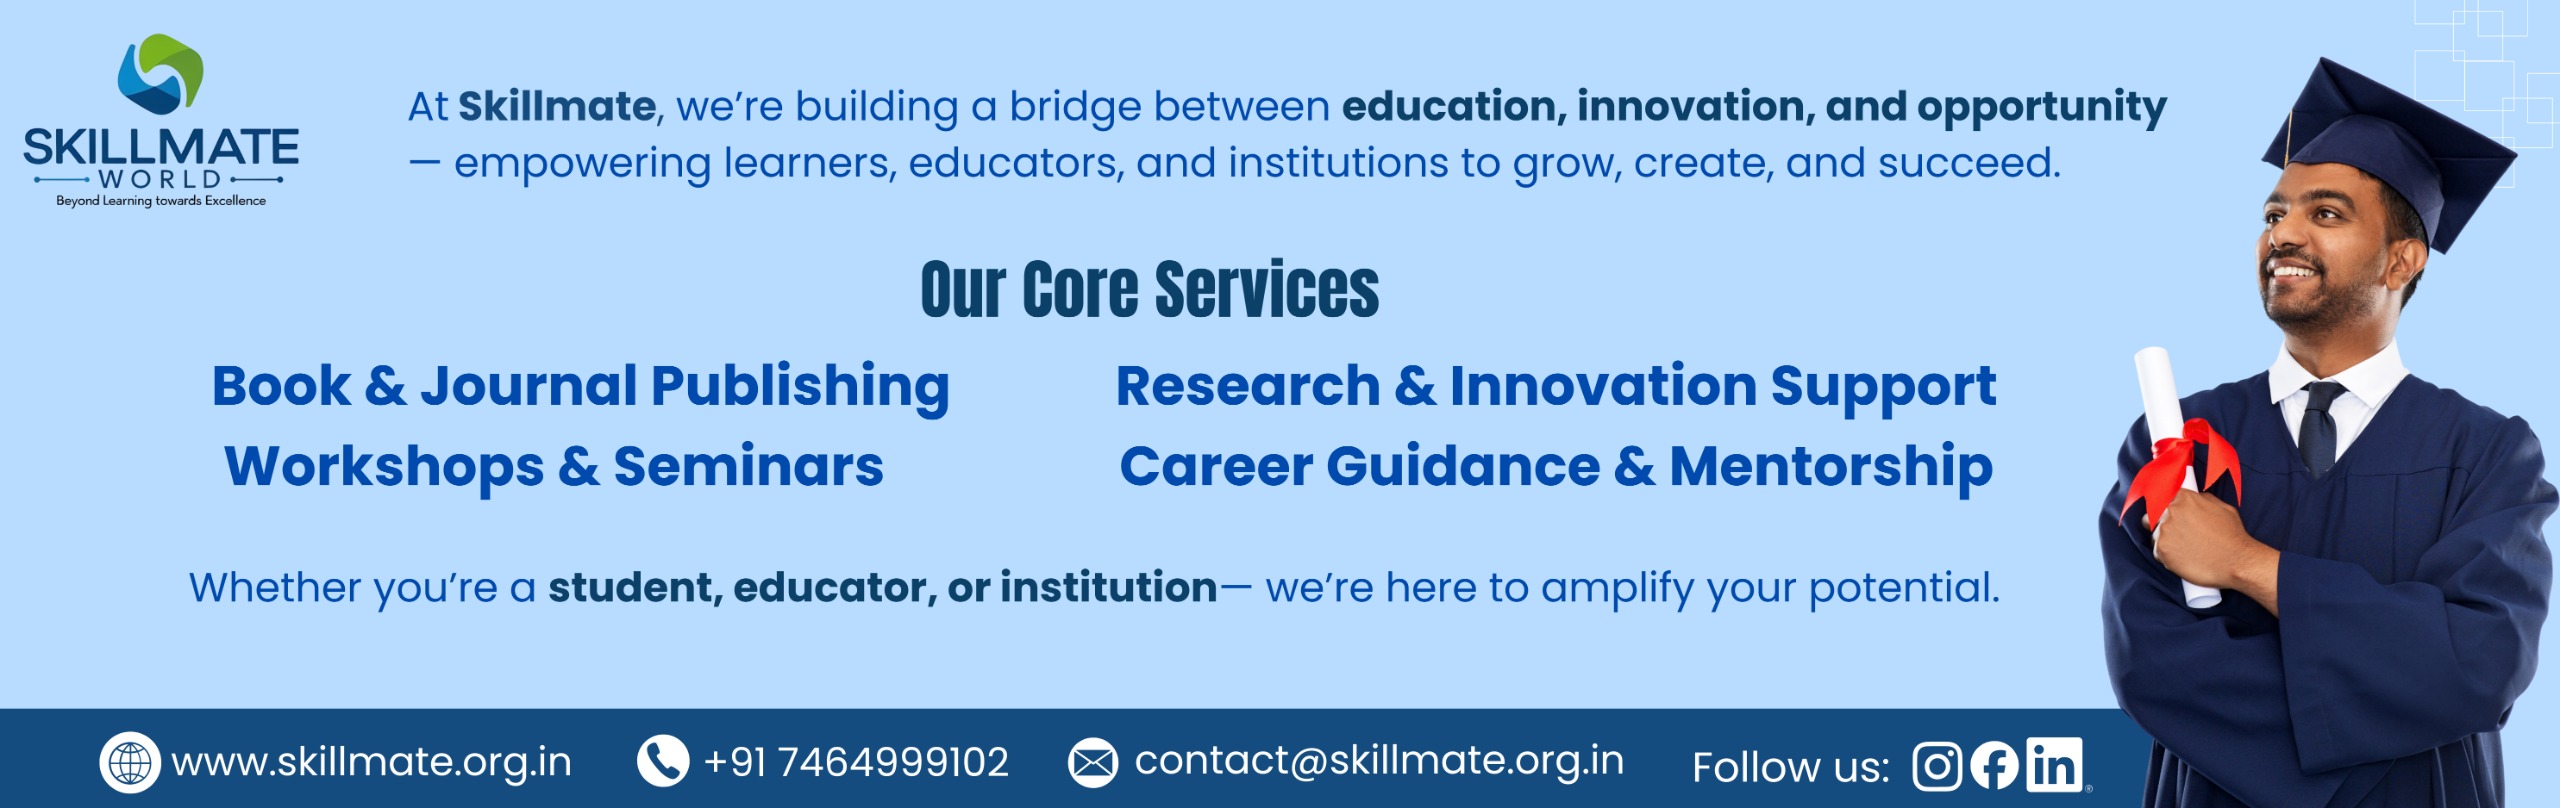 SKILLMATE
WORLD
Beyond Learning towards Excellence
At Skillmate, we're building a bridge between education, innovation, and opportunity
— empowering learners, educators, and institutions to grow, create, and succeed.
Our Core Services
Book & Journal Publishing
Research & Innovation Support
Workshops & Seminars
Career Guidance & Mentorship
Whether you're a student, educator, or institution— we're here to amplify your potential.
www.skillmate.org.in
+91 7464999102
contact@skillmate.org.in
Follow us:
in®